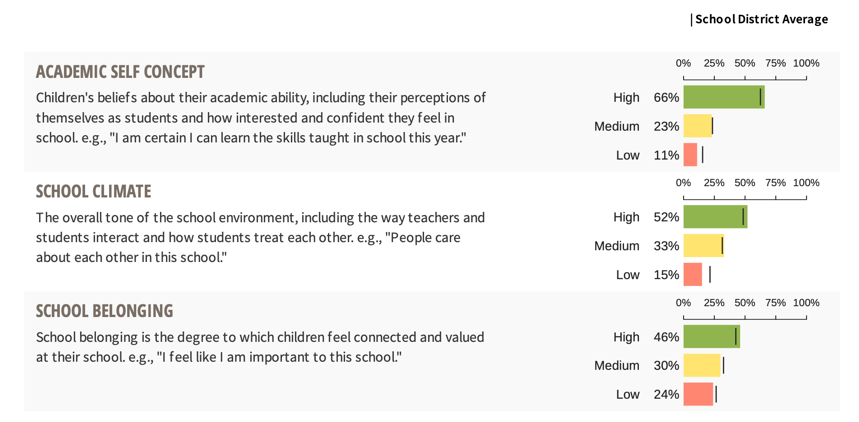 | School District Average
ACADEMIC SELF CONCEPT
Children's beliefs about their academic ability, including their perceptions of
themselves as students and how interested and confident they feel in
school. e.g., "I am certain I can learn the skills taught in school this year."
0% 25% 50% 75% 100%
High 66%
Medium 23%
Low 11%
SCHOOL CLIMATE
The overall tone of the school environment, including the way teachers and
students interact and how students treat each other. e.g., "People care
about each other in this school."
0% 25% 50% 75% 100%
High 52%
Medium 33%
Low 15%
SCHOOL BELONGING
School belonging is the degree to which children feel connected and valued
at their school. e.g., "I feel like I am important to this school."
0% 25% 50% 75% 100%
High 46%
Medium 30%
Low 24%